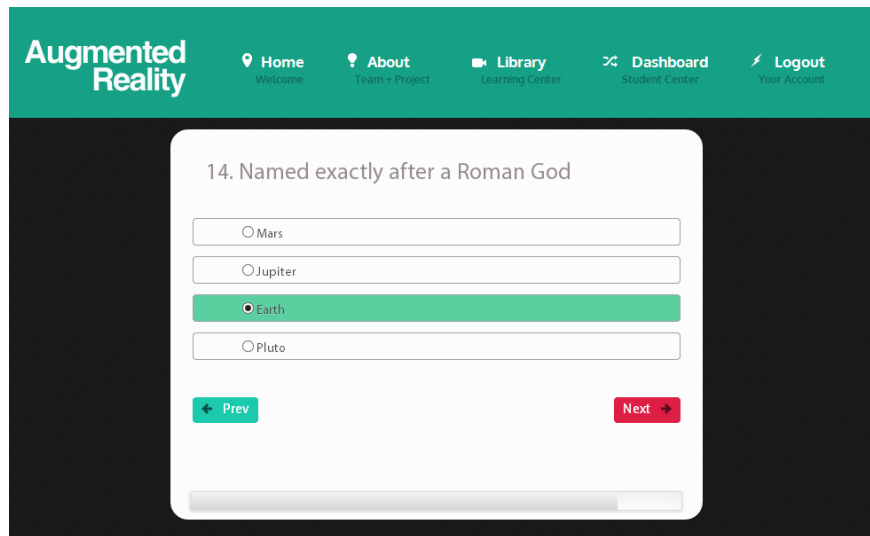 Augmented
Reality
Home
Welcome
About
Team + Project
Library
Learning Center
Dashboard
Student Center
Logout
Your Account
14. Named exactly after a Roman God
Mars
Jupiter
Earth
Pluto
Prev
Next